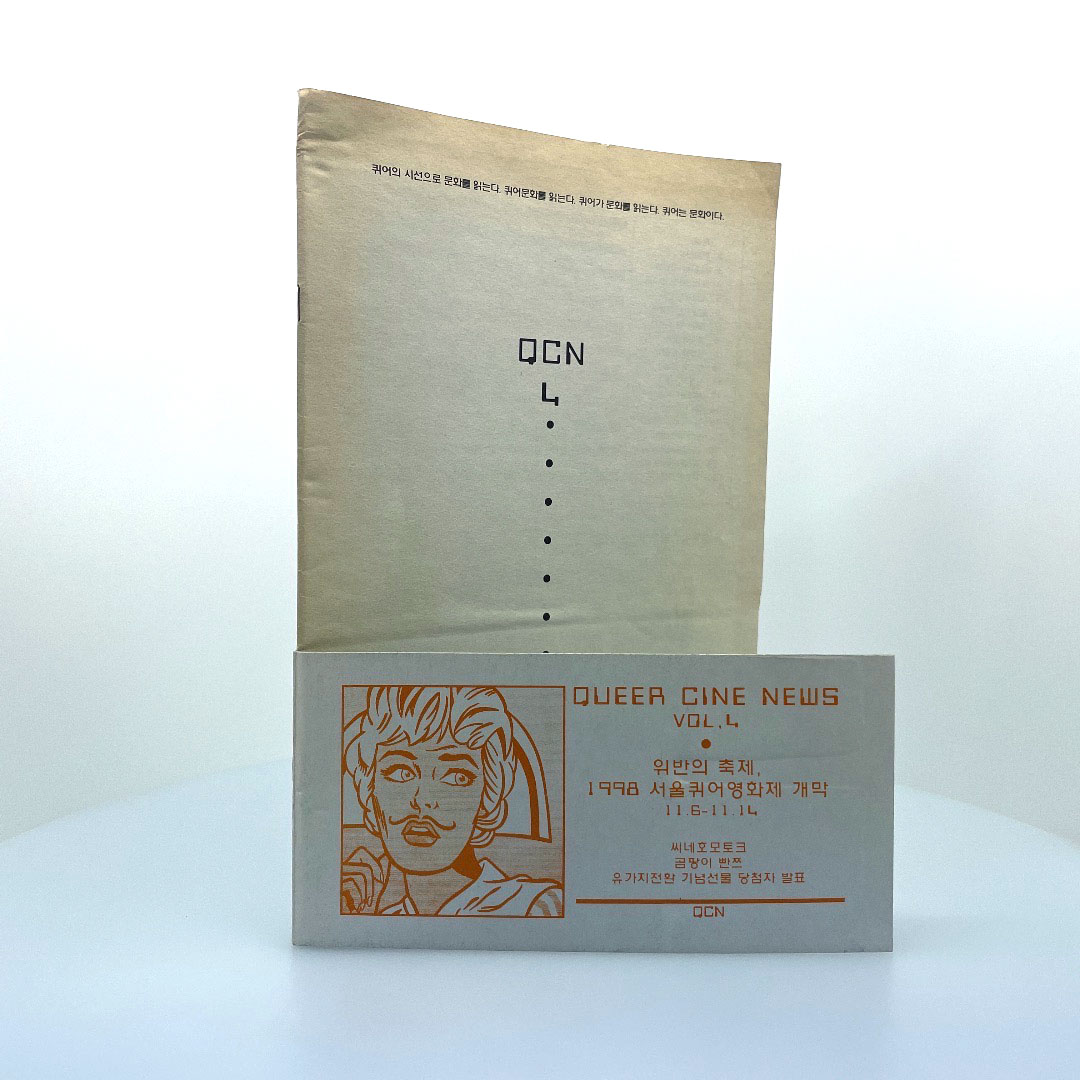 퀴어의 시선으로 문화를 읽는다. 퀴어문화를 읽는다. 퀴어가 문화를 읽는다. 퀴어는 문화이다.
QCN
4
QUEER CINE NEWS
VOL.4
위반의 축제,
1998 서울퀴어영화제 개막
11.6-11.14
씨네호모토크
곰팡이 빤쯔
유가지전환 기념선물 당첨자 발표
QCN